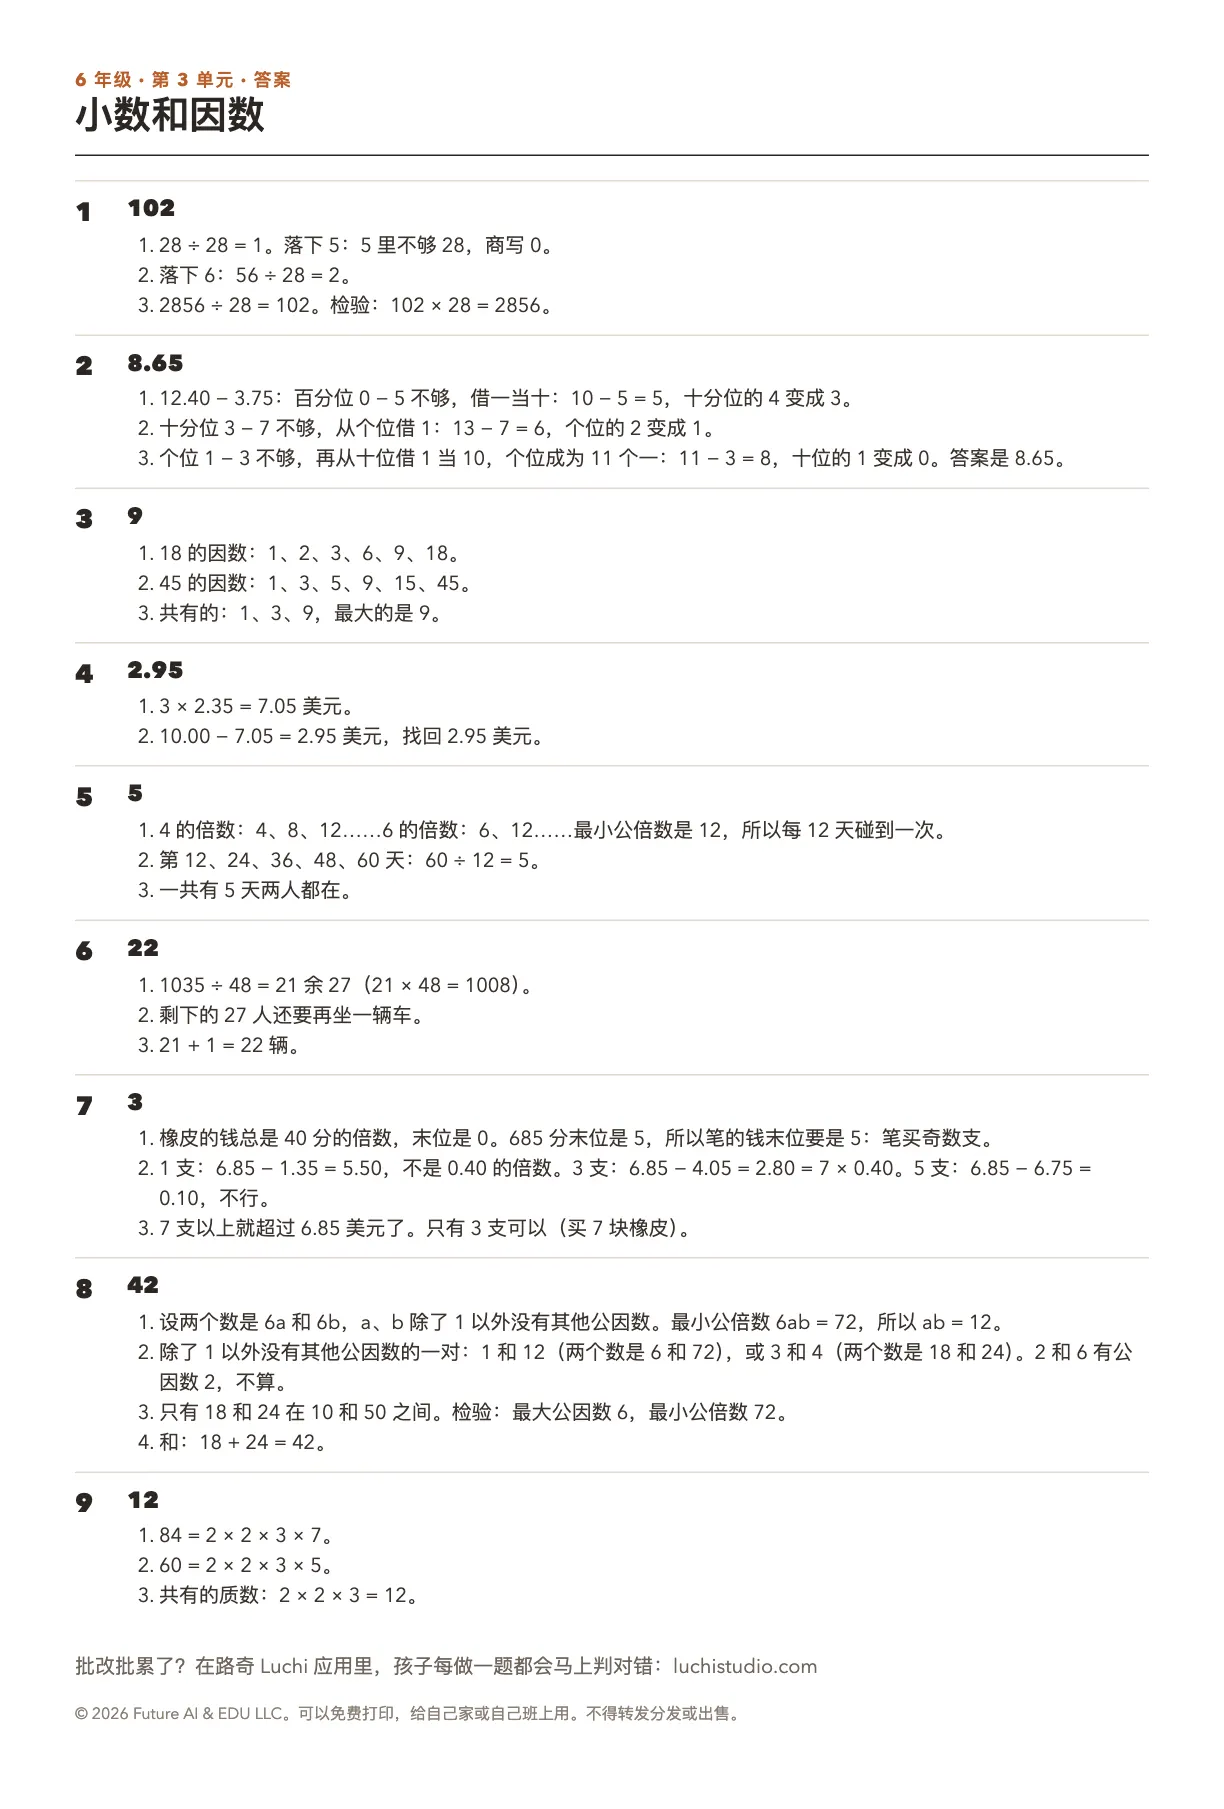 6 年级 · 第 3 单元 · 答案
小数和因数
1 102
1. 28 ÷ 28 = 1。落下 5：5 里不够 28，商写 0。
2. 落下 6：56 ÷ 28 = 2。
3. 2856 ÷ 28 = 102。检验：102 × 28 = 2856。
2 8.65
1. 12.40 − 3.75：百分位 0 − 5 不够，借一当十：10 − 5 = 5，十分位的 4 变成 3。
2. 十分位 3 − 7 不够，从个位借 1：13 − 7 = 6，个位的 2 变成 1。
3. 个位 1 − 3 不够，再从十位借 1 当 10，个位成为 11 个一：11 − 3 = 8，十位的 1 变成 0。答案是 8.65。
3 9
1. 18 的因数：1、2、3、6、9、18。
2. 45 的因数：1、3、5、9、15、45。
3. 共有的：1、3、9，最大的是 9。
4 2.95
1. 3 × 2.35 = 7.05 美元。
2. 10.00 − 7.05 = 2.95 美元，找回 2.95 美元。
5 5
1. 4 的倍数：4、8、12……6 的倍数：6、12……最小公倍数是 12，所以每 12 天碰到一次。
2. 第 12、24、36、48、60 天：60 ÷ 12 = 5。
3. 一共有 5 天两人都在。
6 22
1. 1035 ÷ 48 = 21 余 27（21 × 48 = 1008）。
2. 剩下的 27 人还要再坐一辆车。
3. 21 + 1 = 22 辆。
7 3
1. 橡皮的钱总是 40 分的倍数，末位是 0。685 分末位是 5，所以笔的钱末位要是 5：笔买奇数支。
2. 1 支：6.85 − 1.35 = 5.50，不是 0.40 的倍数。3 支：6.85 − 4.05 = 2.80 = 7 × 0.40。5 支：6.85 − 6.75 =
0.10，不行。
3. 7 支以上就超过 6.85 美元了。只有 3 支可以（买 7 块橡皮）。
8 42
1. 设两个数是 6a 和 6b，a、b 除了 1 以外没有其他公因数。最小公倍数 6ab = 72，所以 ab = 12。
2. 除了 1 以外没有其他公因数的一对：1 和 12（两个数是 6 和 72），或 3 和 4（两个数是 18 和 24）。2 和 6 有公
因数 2，不算。
3. 只有 18 和 24 在 10 和 50 之间。检验：最大公因数 6，最小公倍数 72。
4. 和：18 + 24 = 42。
9 12
1. 84 = 2 × 2 × 3 × 7。
2. 60 = 2 × 2 × 3 × 5。
3. 共有的质数：2 × 2 × 3 = 12。
批改批累了？在路奇 Luchi 应用里，孩子每做一题都会马上判对错：luchistudio.com
© 2026 Future AI & EDU LLC。可以免费打印，给自己家或自己班上用。不得转发分发或出售。